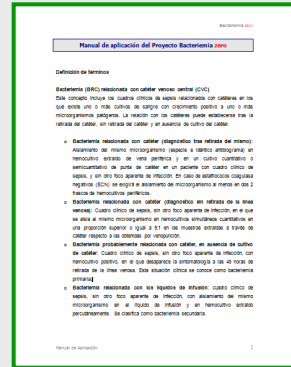 Bacteriemia zero
Manual de aplicación del Proyecto Bacteriemia zero
Definición de términos
Bacteriemia (BRC) relacionada con catéter venoso central (CVC)
Este concepto incluye los cuadros clínicos de sepsis relacionados con catéteres en los
que existe uno o más cultivos de sangre con crecimiento positivo a uno o más
microorganismos patógenos. La relación con los catéteres puede establecerse tras la
retirada del catéter, sin retirada del catéter y en ausencia de cultivo del catéter.
o Bacteriemia relacionada con catéter (diagnóstico tras retirada del mismo):
Aislamiento del mismo microorganismo (especie e idéntico antibiograma) en
hemocultivo extraído de vena periférica y en un cultivo cuantitativo o
semicuantitativo de punta de catéter en un paciente con cuadro clínico de
sepsis, y sin otro foco aparente de infección. En caso de estafilococos coagulasa
negativos (ECN) se exigirá el aislamiento del microorganismo al menos en dos 2
frascos de hemocultivos periféricos.
o Bacteriemia relacionada con catéter (diagnóstico sin retirada de la línea
venosa): Cuadro clínico de sepsis, sin otro foco aparente de infección, en el que
se aísla el mismo microorganismo en hemocultivos simultáneos cuantitativos en
una proporción superior o igual a 5:1 en las muestras extraídas a través de
catéter respecto a las obtenidas por venopunción.
o Bacteriemia probablemente relacionada con catéter, en ausencia de cultivo
de catéter: Cuadro clínico de sepsis, sin otro foco aparente de infección, con
hemocultivo positivo, en el que desaparece la sintomatología a las 48 horas de
retirada de la línea venosa. Esta situación clínica se conoce como bacteriemia
primaria
o Bacteriemia relacionada con los líquidos de infusión: cuadro clínico de
sepsis, sin otro foco aparente de infección, con aislamiento del mismo
microorganismo en el líquido de infusión y en hemocultivo extraído
percutáneamente. Se clasifica como bacteriemia secundaria.
Manual de Aplicación